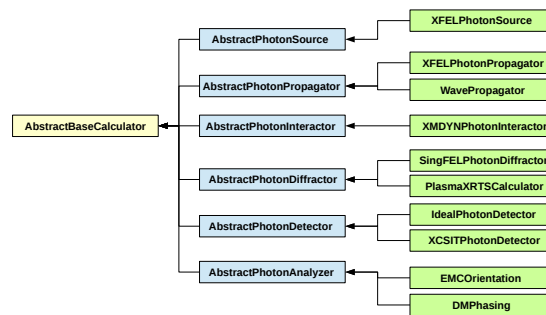 XFELPhotonSource
AbstractPhotonSource
XFELPhotonPropagator
AbstractPhotonPropagator
WavePropagator
AbstractBaseCalculator
AbstractPhotonInteractor
XMDYNPhotonInteractor
SingFELPhotonDiffractor
AbstractPhotonDiffractor
PlasmaXRTSCalculator
IdealPhotonDetector
AbstractPhotonDetector
XCSITPhotonDetector
AbstractPhotonAnalyzer
EMCOrientation
DMPhasing